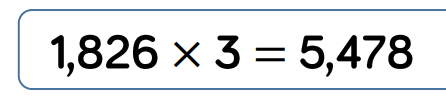 1,826 × 3 = 5,478